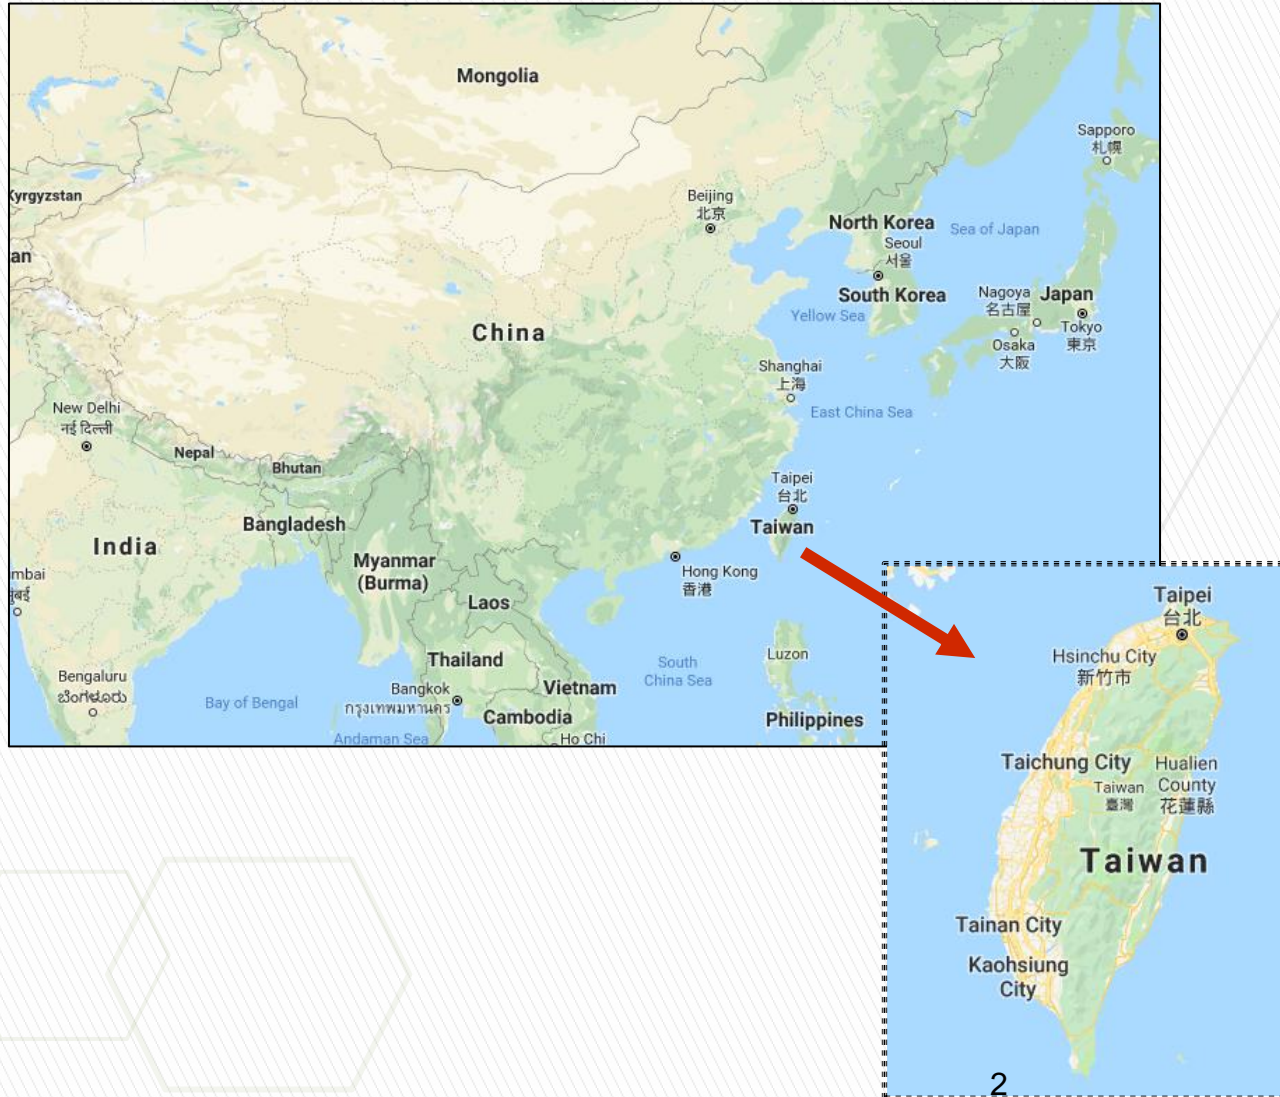 Mongolia
Sapporo
札幌
Kyrgyzstan
Beijing
北京
North Korea
Sea of Japan
Seoul
서울
an
South Korea
Nagoya
名古屋
Japan
Yellow Sea
Tokyo
東京
China
Osaka
大阪
Shanghai
上海
New Delhi
नई दिल्ली
East China Sea
Nepal
Bhutan
Taipei
台北
Bangladesh
Taiwan
India
Myanmar
(Burma)
Hong Kong
香港
mbai
Laos
Luzon
Thailand
South
China Sea
Bengaluru
ಬೆಂಗಳೂರು
Bangkok
กรุงเทพมหานคร
Vietnam
Bay of Bengal
Cambodia
Philippines
Andaman Sea
Ho Chi
Taipei
台北
Hsinchu City
新竹市
Taichung City
Hualien
County
花蓮縣
Taiwan
臺灣
Taiwan
Tainan City
Kaohsiung
City
2